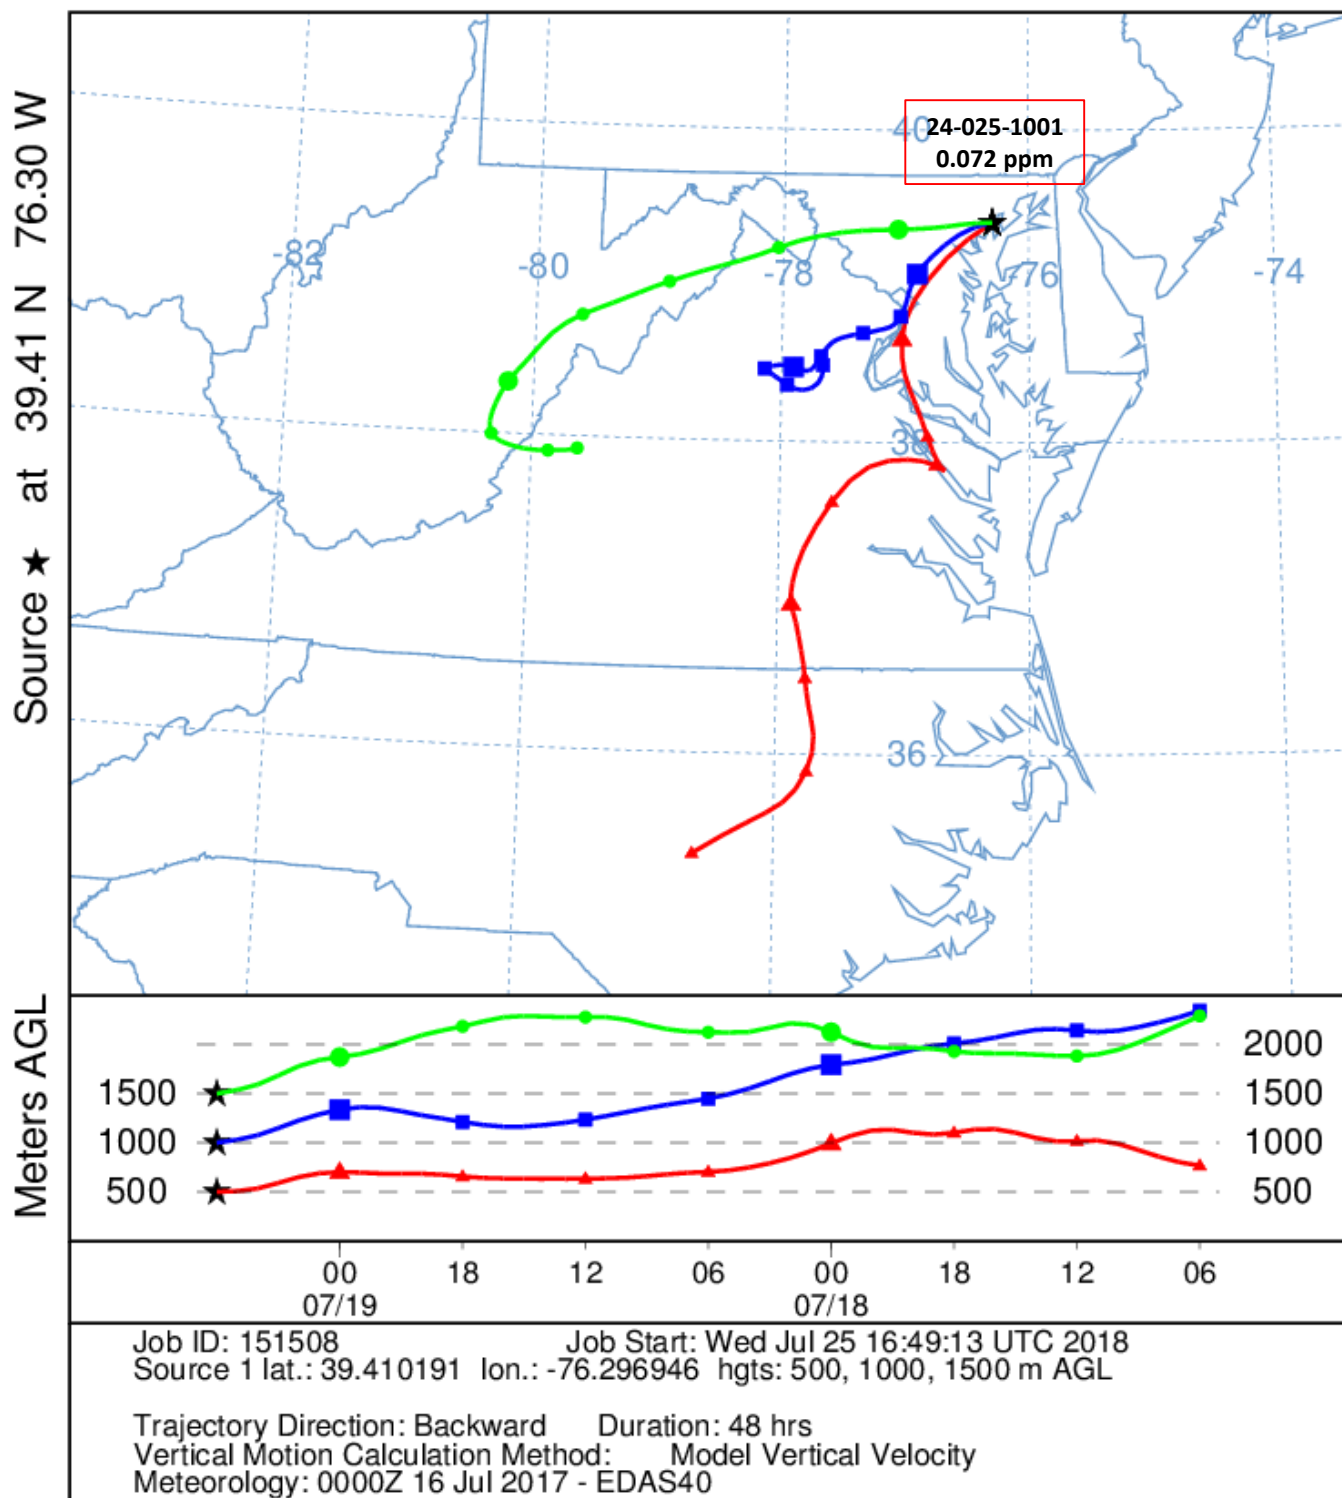 Source ★ at 39.41 N 76.30 W
24-025-1001
0.072 ppm
40
-82
-80
-78
-76
-74
38
36
Meters AGL
2000
1500
1500
1000
1000
500
500
00 18 12 06 00 18 12 06
07/19 07/18
Job ID: 151508 Job Start: Wed Jul 25 16:49:13 UTC 2018
Source 1 lat.: 39.410191 lon.: -76.296946 hgts: 500, 1000, 1500 m AGL
Trajectory Direction: Backward Duration: 48 hrs
Vertical Motion Calculation Method: Model Vertical Velocity
Meteorology: 0000Z 16 Jul 2017 - EDAS40